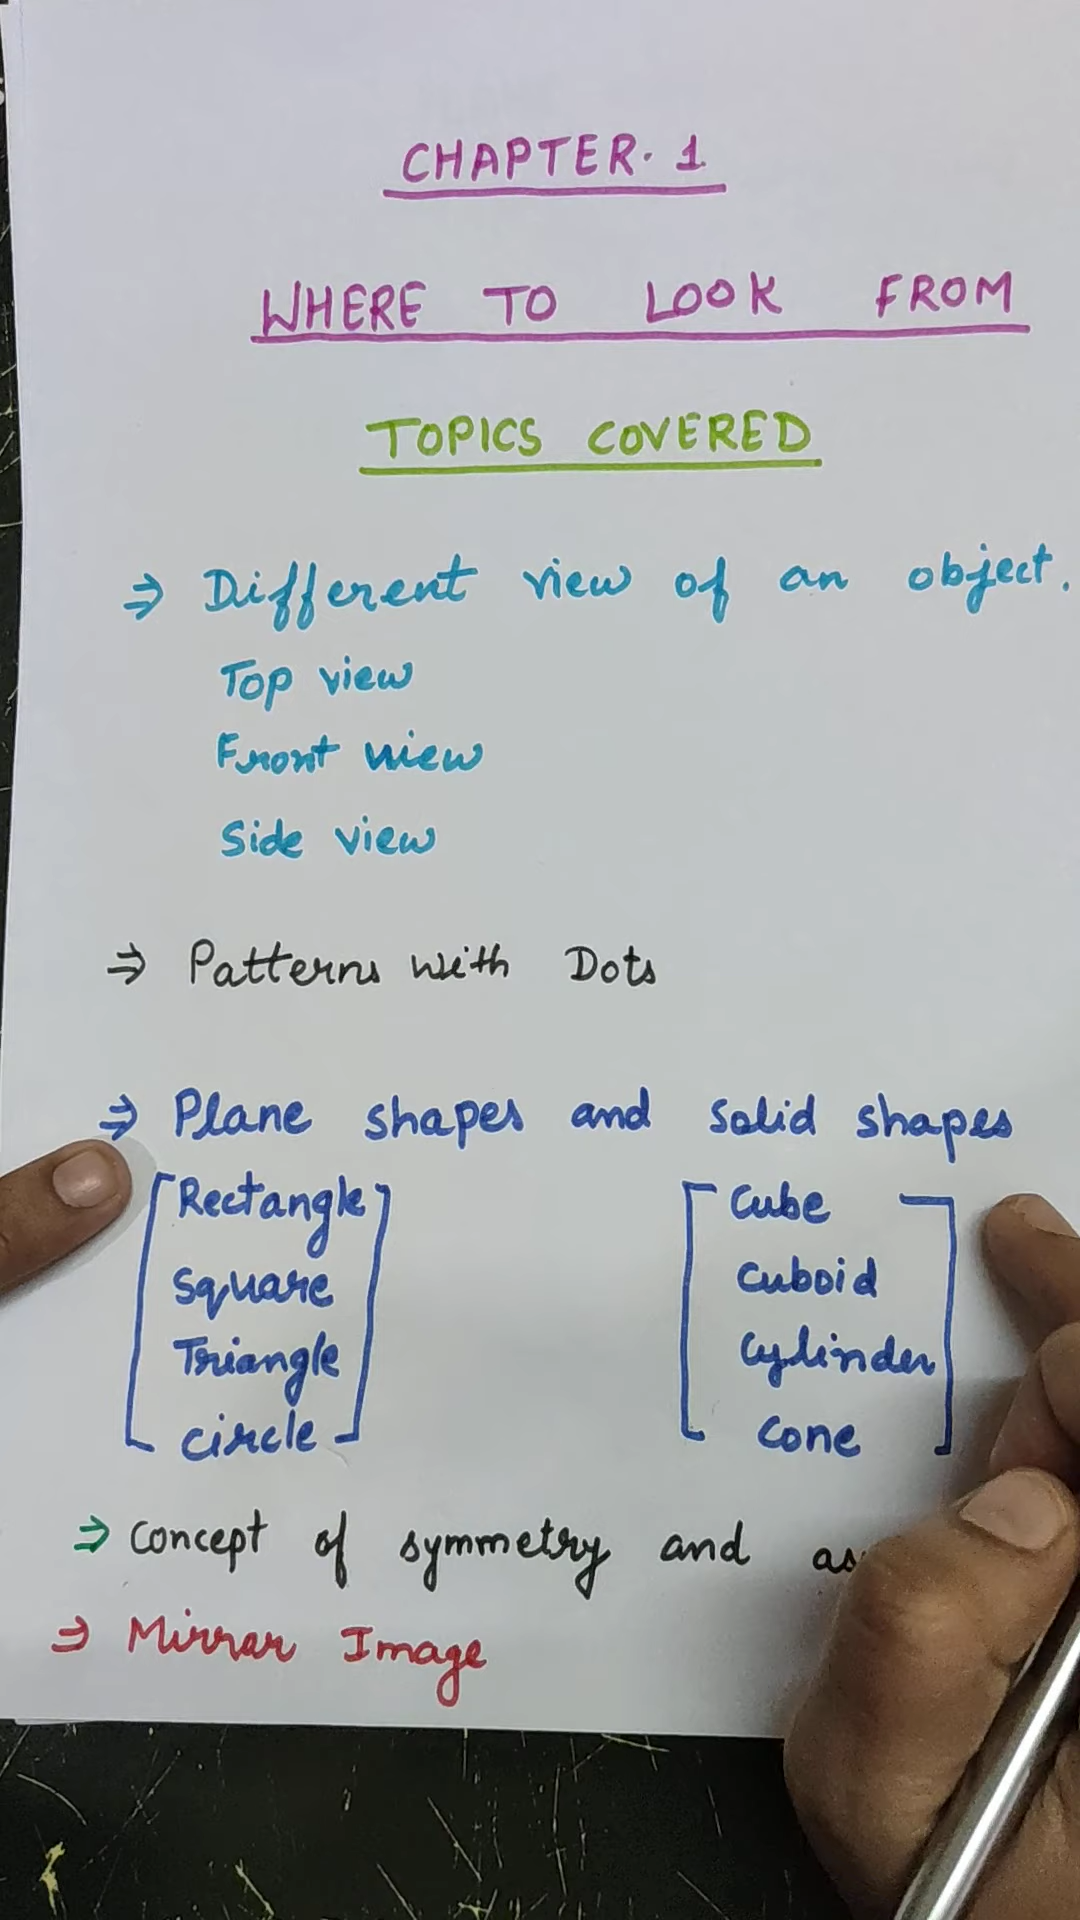 CHAPTER. 1
WHERE TO LOOK FROM
TOPICS COVERED
⇒ Different view of an object.
Top view
Front view
Side view
⇒ Patterns with Dots
⇒ Plane shapes and solid shapes
Rectangle Cube
Square Cuboid
Triangle Cylinder
circle Cone
⇒ Concept of symmetry and
⇒ Mirrar Image